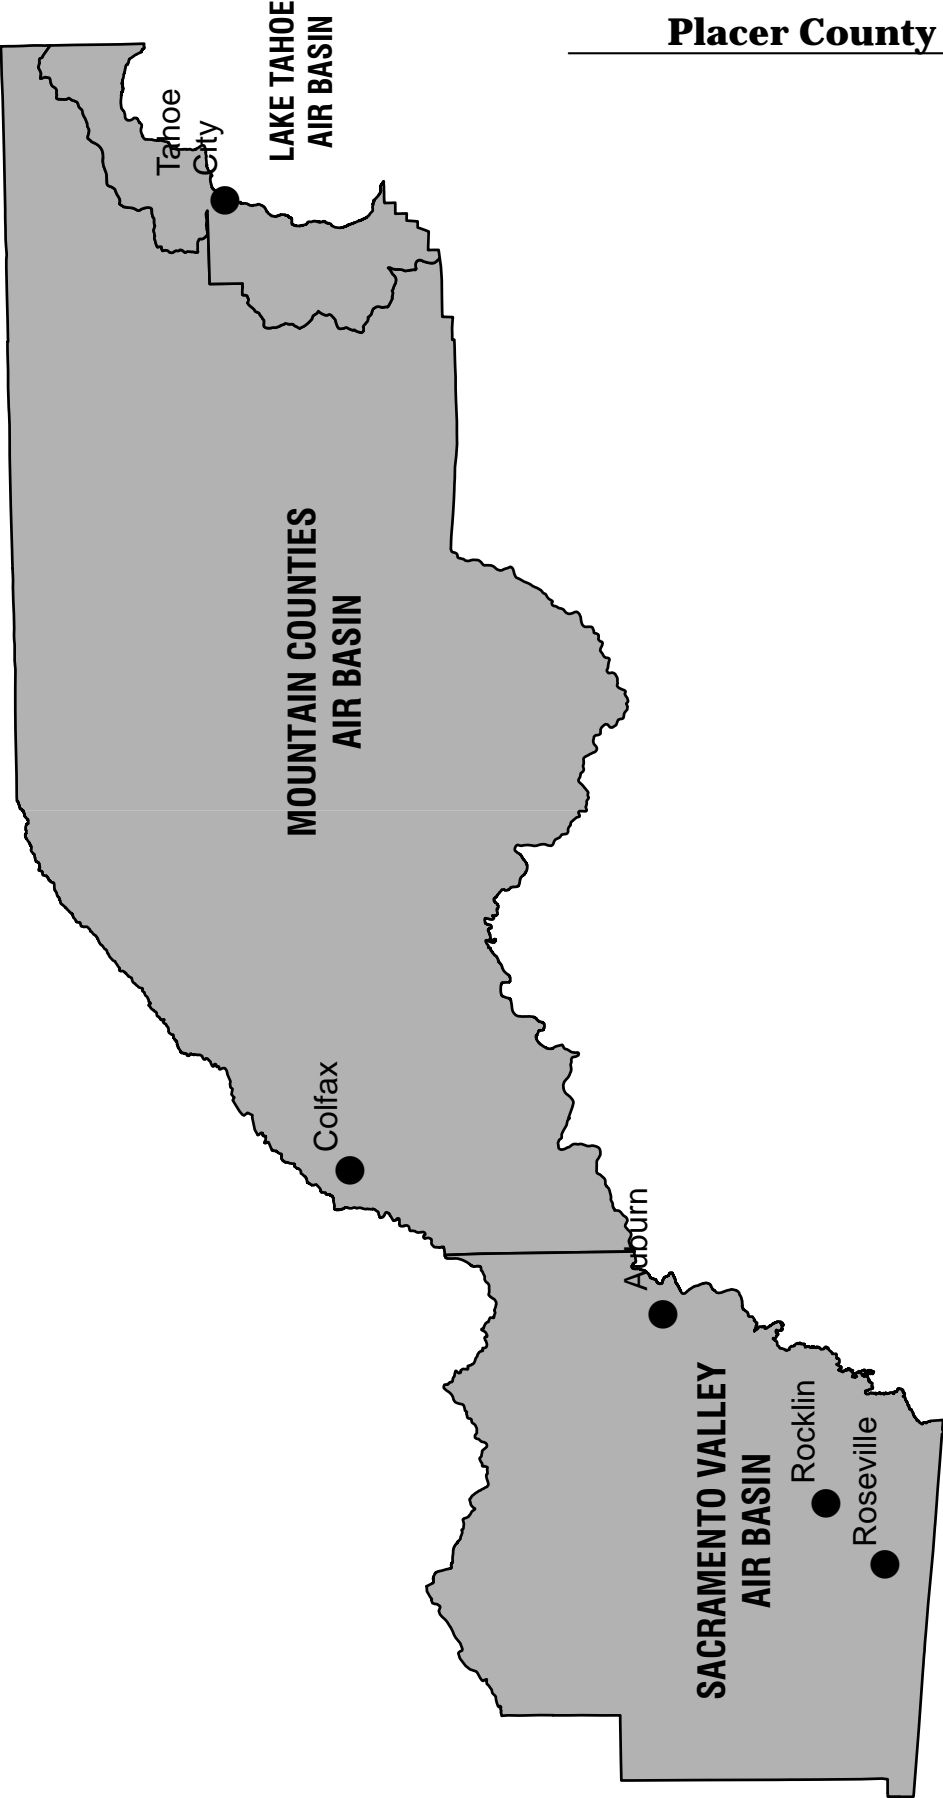 Placer County
LAKE TAHOE
AIR BASIN
Tahoe
City
MOUNTAIN COUNTIES
AIR BASIN
Colfax
Auburn
SACRAMENTO VALLEY
AIR BASIN
Rocklin
Roseville